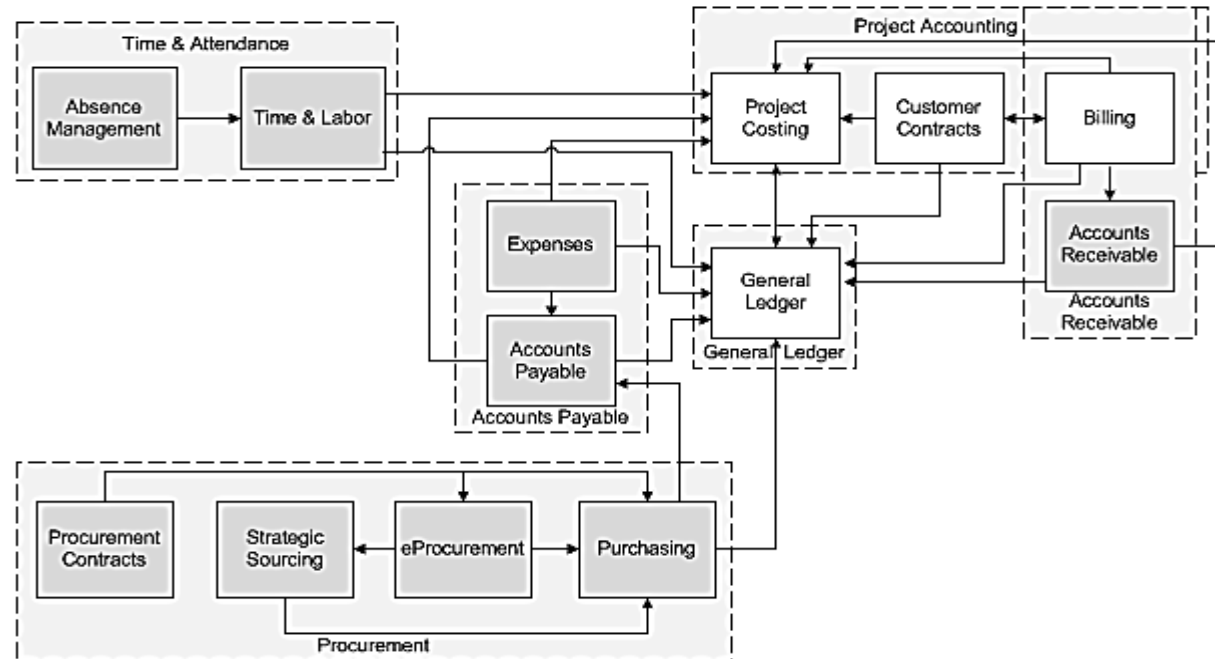 Time & Attendance
Absence
Management
Time & Labor
Project Accounting
Project
Costing
Customer
Contracts
Billing
Expenses
Accounts
Payable
Accounts Payable
General
Ledger
General Ledger
Accounts
Receivable
Accounts
Receivable
Procurement
Contracts
Strategic
Sourcing
eProcurement
Purchasing
Procurement